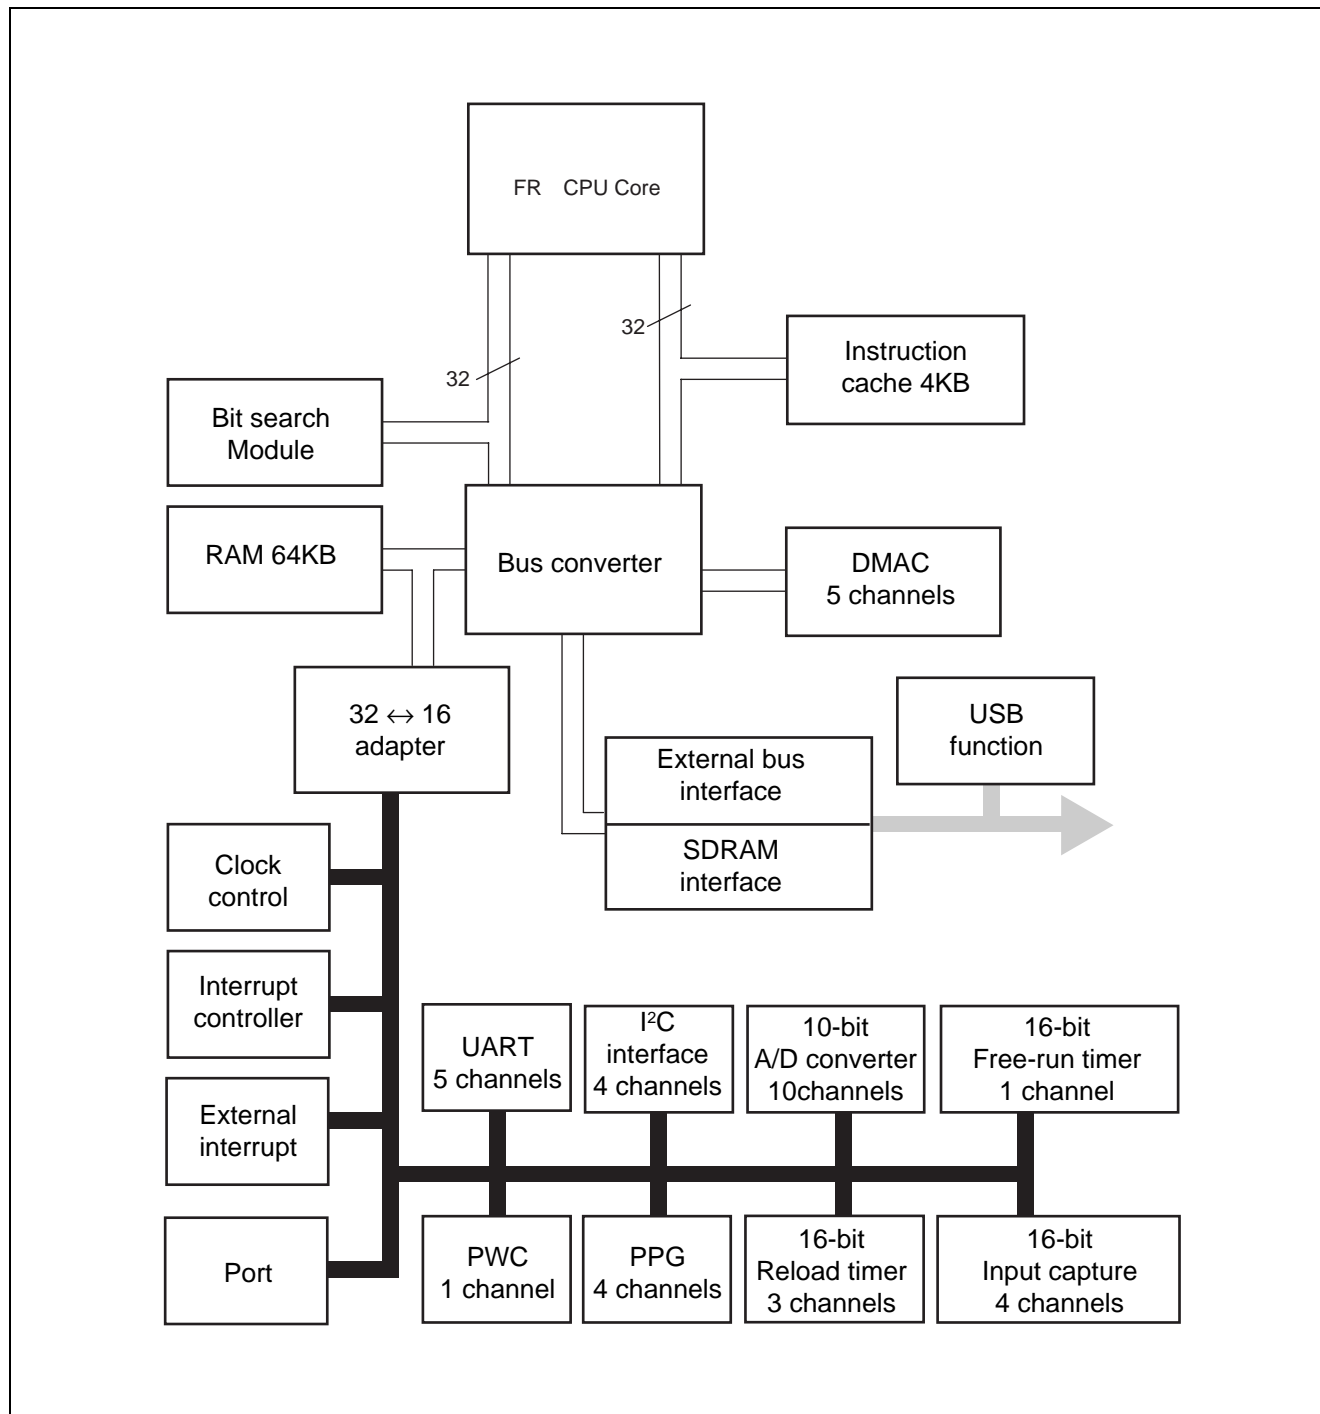 FR CPU Core
32
32
Instruction
cache 4KB
Bit search
Module
RAM 64KB
Bus converter
DMAC
5 channels
32 ↔ 16
adapter
USB
function
External bus
interface
SDRAM
interface
Clock
control
Interrupt
controller
External
interrupt
Port
UART
5 channels
I²C
interface
4 channels
10-bit
A/D converter
10channels
16-bit
Free-run timer
1 channel
PWC
1 channel
PPG
4 channels
16-bit
Reload timer
3 channels
16-bit
Input capture
4 channels